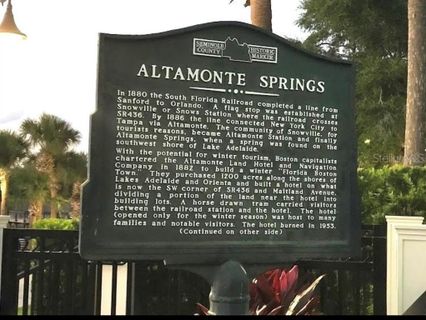 SEMINOLE HISTORIC
COUNTY MARKER
ALTAMONTE SPRINGS
In 1880 the South Florida Railroad completed a line from
Sanford to Orlando. A flag stop was established at
Snowville or Snows Station where the railroad crosses
SR436. By 1886 the line connected New York City to
Tampa via Altamonte. The community of Snowville, for
tourists reasons, became Altamonte Station and finally
Altamonte Springs, when a spring was found on the
southwest shore of Lake Adelaide.
With the potential for winter tourism, Boston capitalists
chartered the Altamonte Land Hotel and Navigation
Company in 1882 to build a winter "Florida Boston
Town." They purchased 1200 acres along the shores of
Lakes Adelaide and Orienta and built a hotel on what
is now the SW corner of SR436 and Maitland Avenue,
dividing a portion of the land near the hotel into
building lots. A horse drawn tram carried visitors
between the railroad station and the hotel. The hotel
(opened only for the winter season) was host to many
families and notable visitors. The hotel burned in 1953.
(Continued on other side)